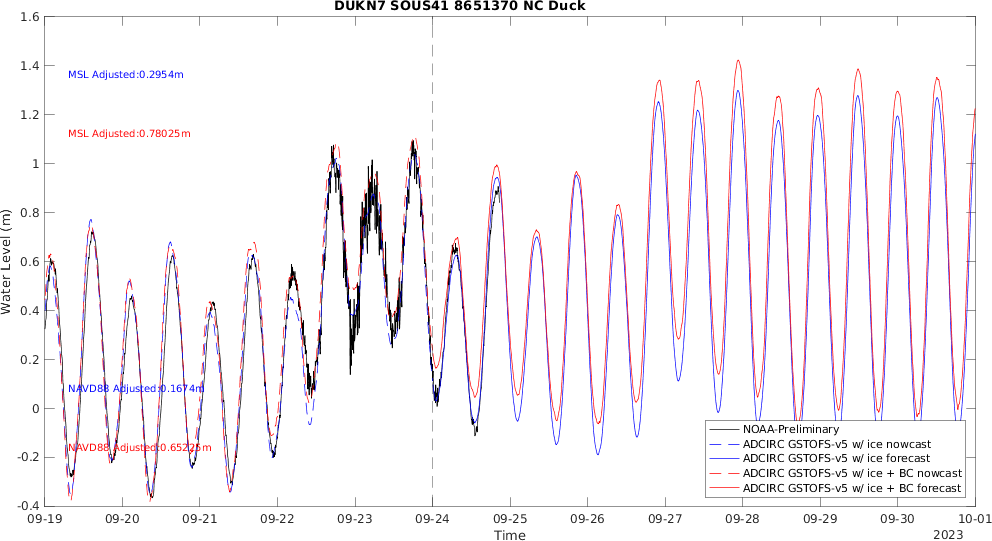 DUKN7 SOUS41 8651370 NC Duck
1.6
1.4
1.2
1
0.8
0.6
0.4
0.2
0
-0.2
-0.4
Water Level (m)
MSL Adjusted:0.2954m
MSL Adjusted:0.78025m
NAVD88 Adjusted:0.1674m
NAVD88 Adjusted:0.65225m
NOAA-Preliminary
ADCIRC GSTOFS-v5 w/ ice nowcast
ADCIRC GSTOFS-v5 w/ ice forecast
ADCIRC GSTOFS-v5 w/ ice + BC nowcast
ADCIRC GSTOFS-v5 w/ ice + BC forecast
09-19 09-20 09-21 09-22 09-23 09-24 09-25 09-26 09-27 09-28 09-29 09-30 10-01
Time
2023